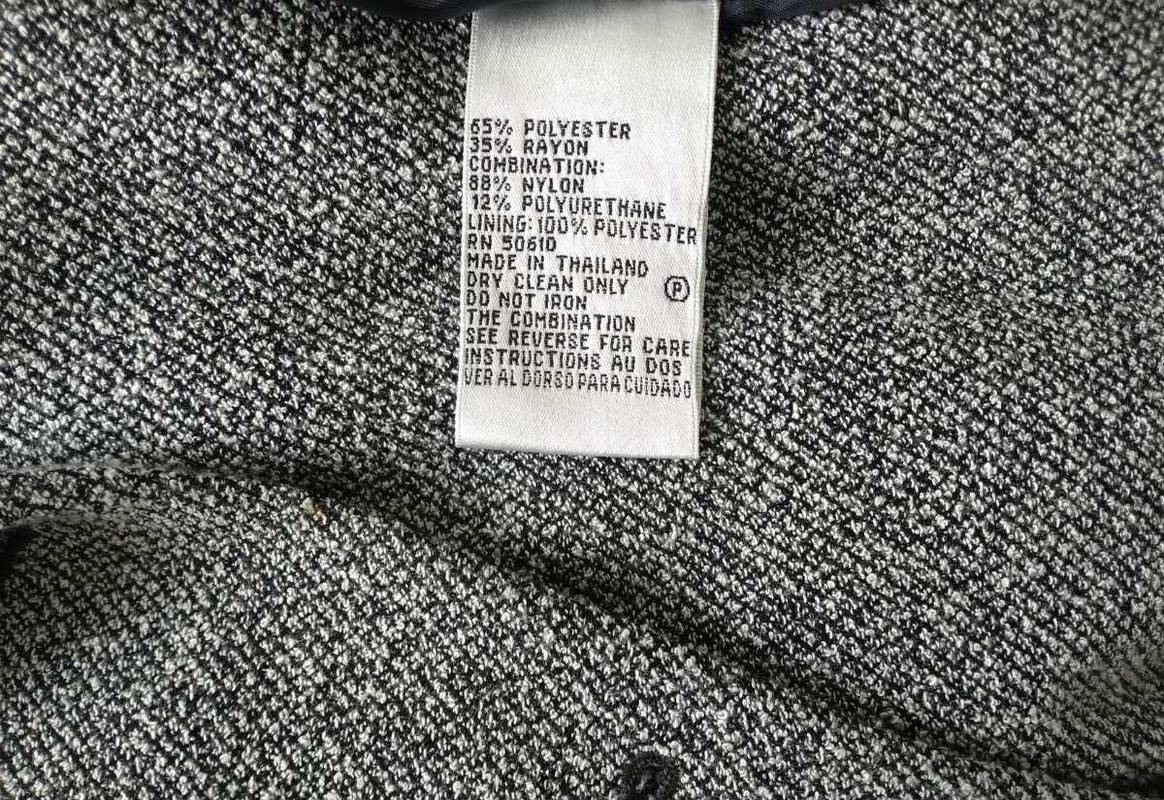 65% POLYESTER
35% RAYON
COMBINATION:
88% NYLON
12% POLYURETHANE
LINING: 100% POLYESTER
RN 50610
MADE IN THAILAND
DRY CLEAN ONLY Ⓟ
DO NOT IRON
THE COMBINATION
SEE REVERSE FOR CARE
INSTRUCTIONS AU DOS
VER AL DORSO PARA CUIDADO